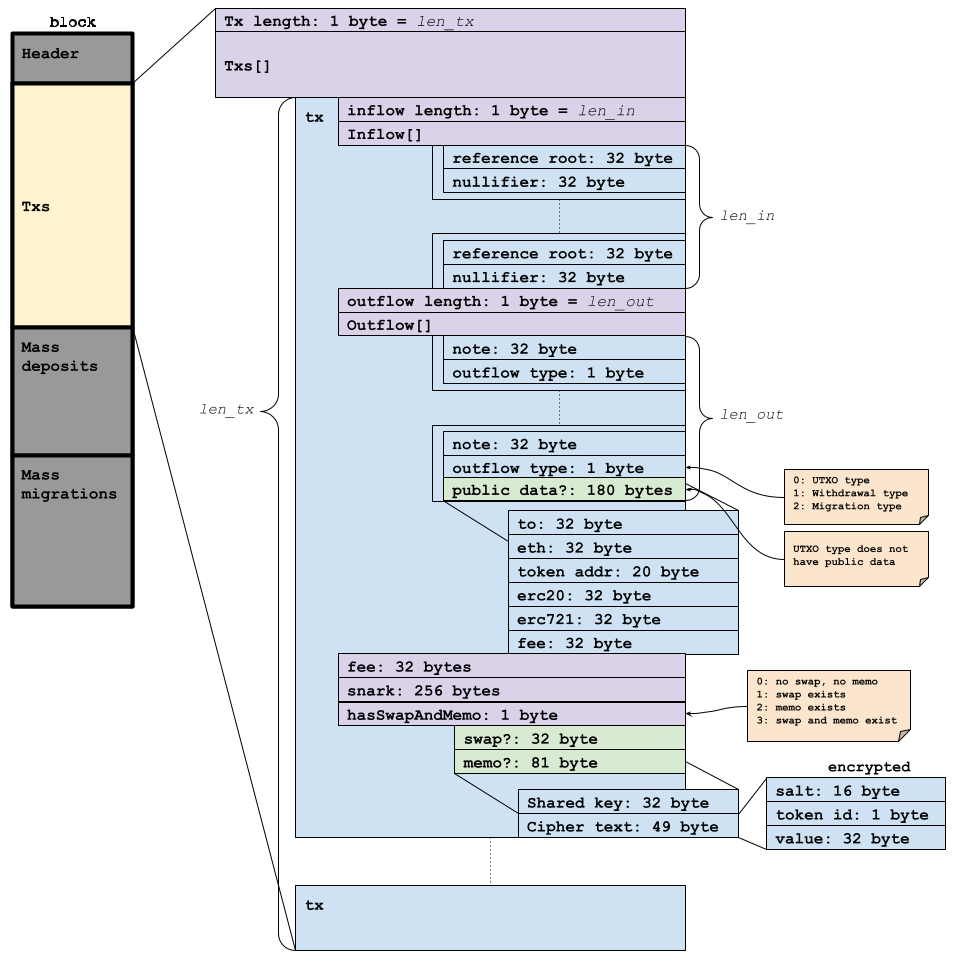 block
Header
Txs
Mass
deposits
Mass
migrations
Tx length: 1 byte = len_tx
Txs[]
len_tx
tx
inflow length: 1 byte = len_in
Inflow[]
reference root: 32 byte
nullifier: 32 byte
len_in
reference root: 32 byte
nullifier: 32 byte
outflow length: 1 byte = len_out
Outflow[]
note: 32 byte
outflow type: 1 byte
len_out
note: 32 byte
outflow type: 1 byte
public data?: 180 bytes
0: UTXO type
1: Withdrawal type
2: Migration type
UTXO type does not
have public data
to: 32 byte
eth: 32 byte
token addr: 20 byte
erc20: 32 byte
erc721: 32 byte
fee: 32 byte
fee: 32 bytes
snark: 256 bytes
hasSwapAndMemo: 1 byte
0: no swap, no memo
1: swap exists
2: memo exists
3: swap and memo exist
swap?: 32 byte
memo?: 81 byte
Shared key: 32 byte
Cipher text: 49 byte
encrypted
salt: 16 byte
token id: 1 byte
value: 32 byte
tx